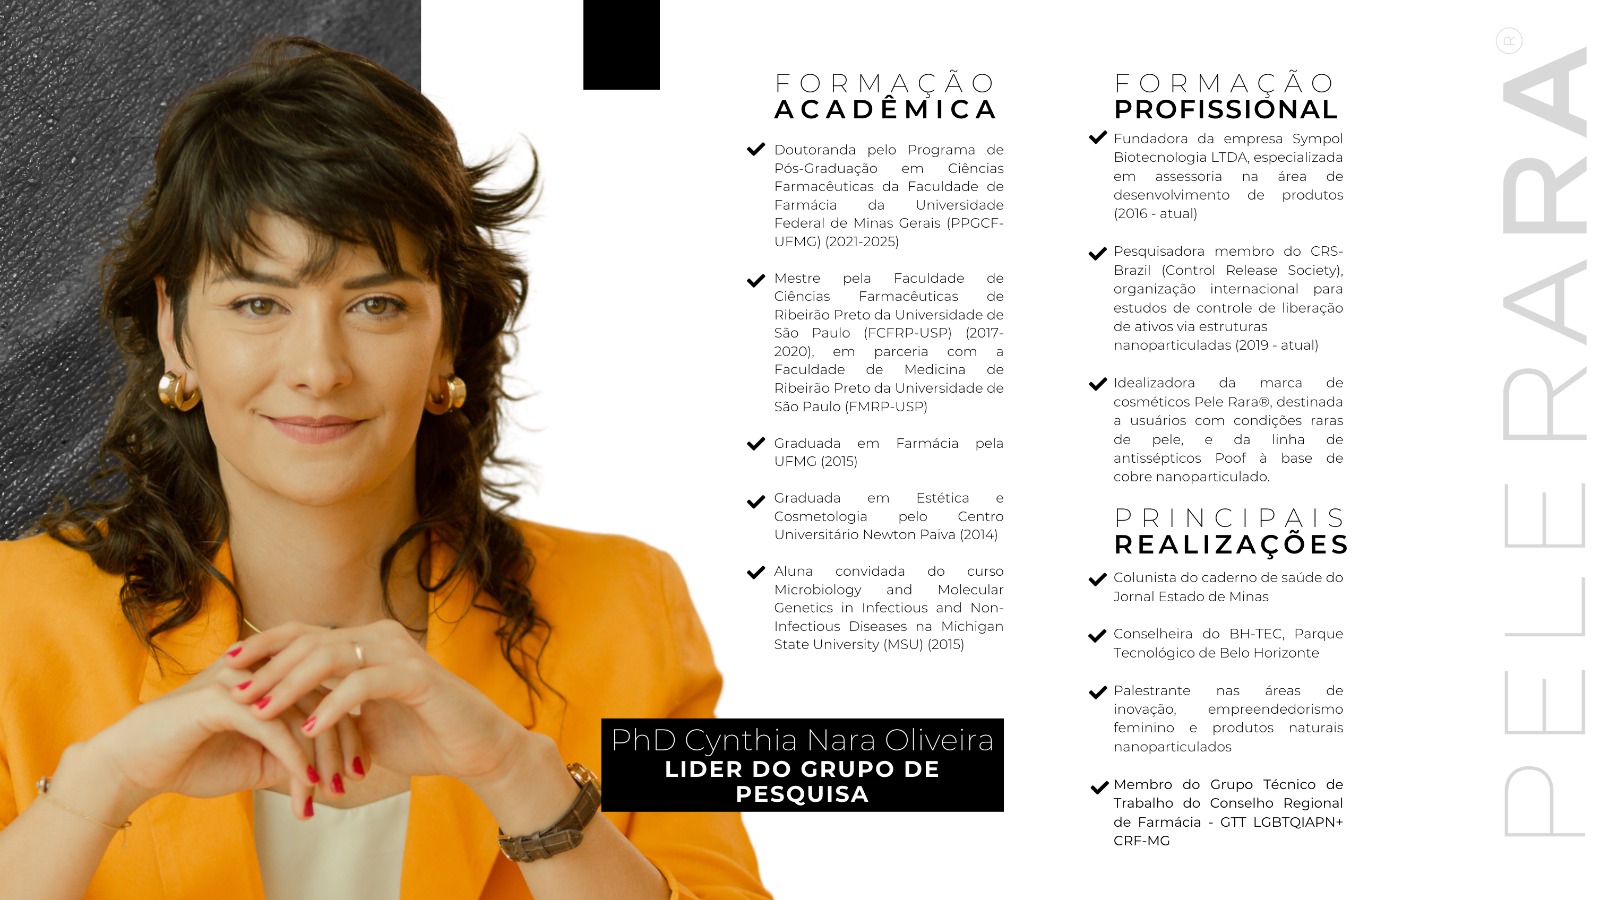 FORMAÇÃO
ACADÊMICA
Doutoranda pelo Programa de
Pós-Graduação em Ciências
Farmacêuticas da Faculdade de
Farmácia da Universidade
Federal de Minas Gerais (PPGCF-
UFMG) (2021-2025)
Mestre pela Faculdade de
Ciências Farmacêuticas de
Ribeirão Preto da Universidade de
São Paulo (FCFRP-USP) (2017-
2020), em parceria com a
Faculdade de Medicina de
Ribeirão Preto da Universidade de
São Paulo (FMRP-USP)
Graduada em Farmácia pela
UFMG (2015)
Graduada em Estética e
Cosmetologia pelo Centro
Universitário Newton Paiva (2014)
Aluna convidada do curso
Microbiology and Molecular
Genetics in Infectious and Non-
Infectious Diseases na Michigan
State University (MSU) (2015)
PhD Cynthia Nara Oliveira
LIDER DO GRUPO DE
PESQUISA
FORMAÇÃO
PROFISSIONAL
Fundadora da empresa Sympol
Biotecnologia LTDA, especializada
em assessoria na área de
desenvolvimento de produtos
(2016 - atual)
Pesquisadora membro do CRS-
Brazil (Control Release Society),
organização internacional para
estudos de controle de liberação
de ativos via estruturas
nanoparticuladas (2019 - atual)
Idealizadora da marca de
cosméticos Pele Rara®, destinada
a usuários com condições raras
de pele, e da linha de
antissépticos Poof à base de
cobre nanoparticulado.
PRINCIPAIS
REALIZAÇÕES
Colunista do caderno de saúde do
Jornal Estado de Minas
Conselheira do BH-TEC, Parque
Tecnológico de Belo Horizonte
Palestrante nas áreas de
inovação, empreendedorismo
feminino e produtos naturais
nanoparticulados
Membro do Grupo Técnico de
Trabalho do Conselho Regional
de Farmácia - GTT LGBTQIAPN+
CRF-MG
PELERARA®